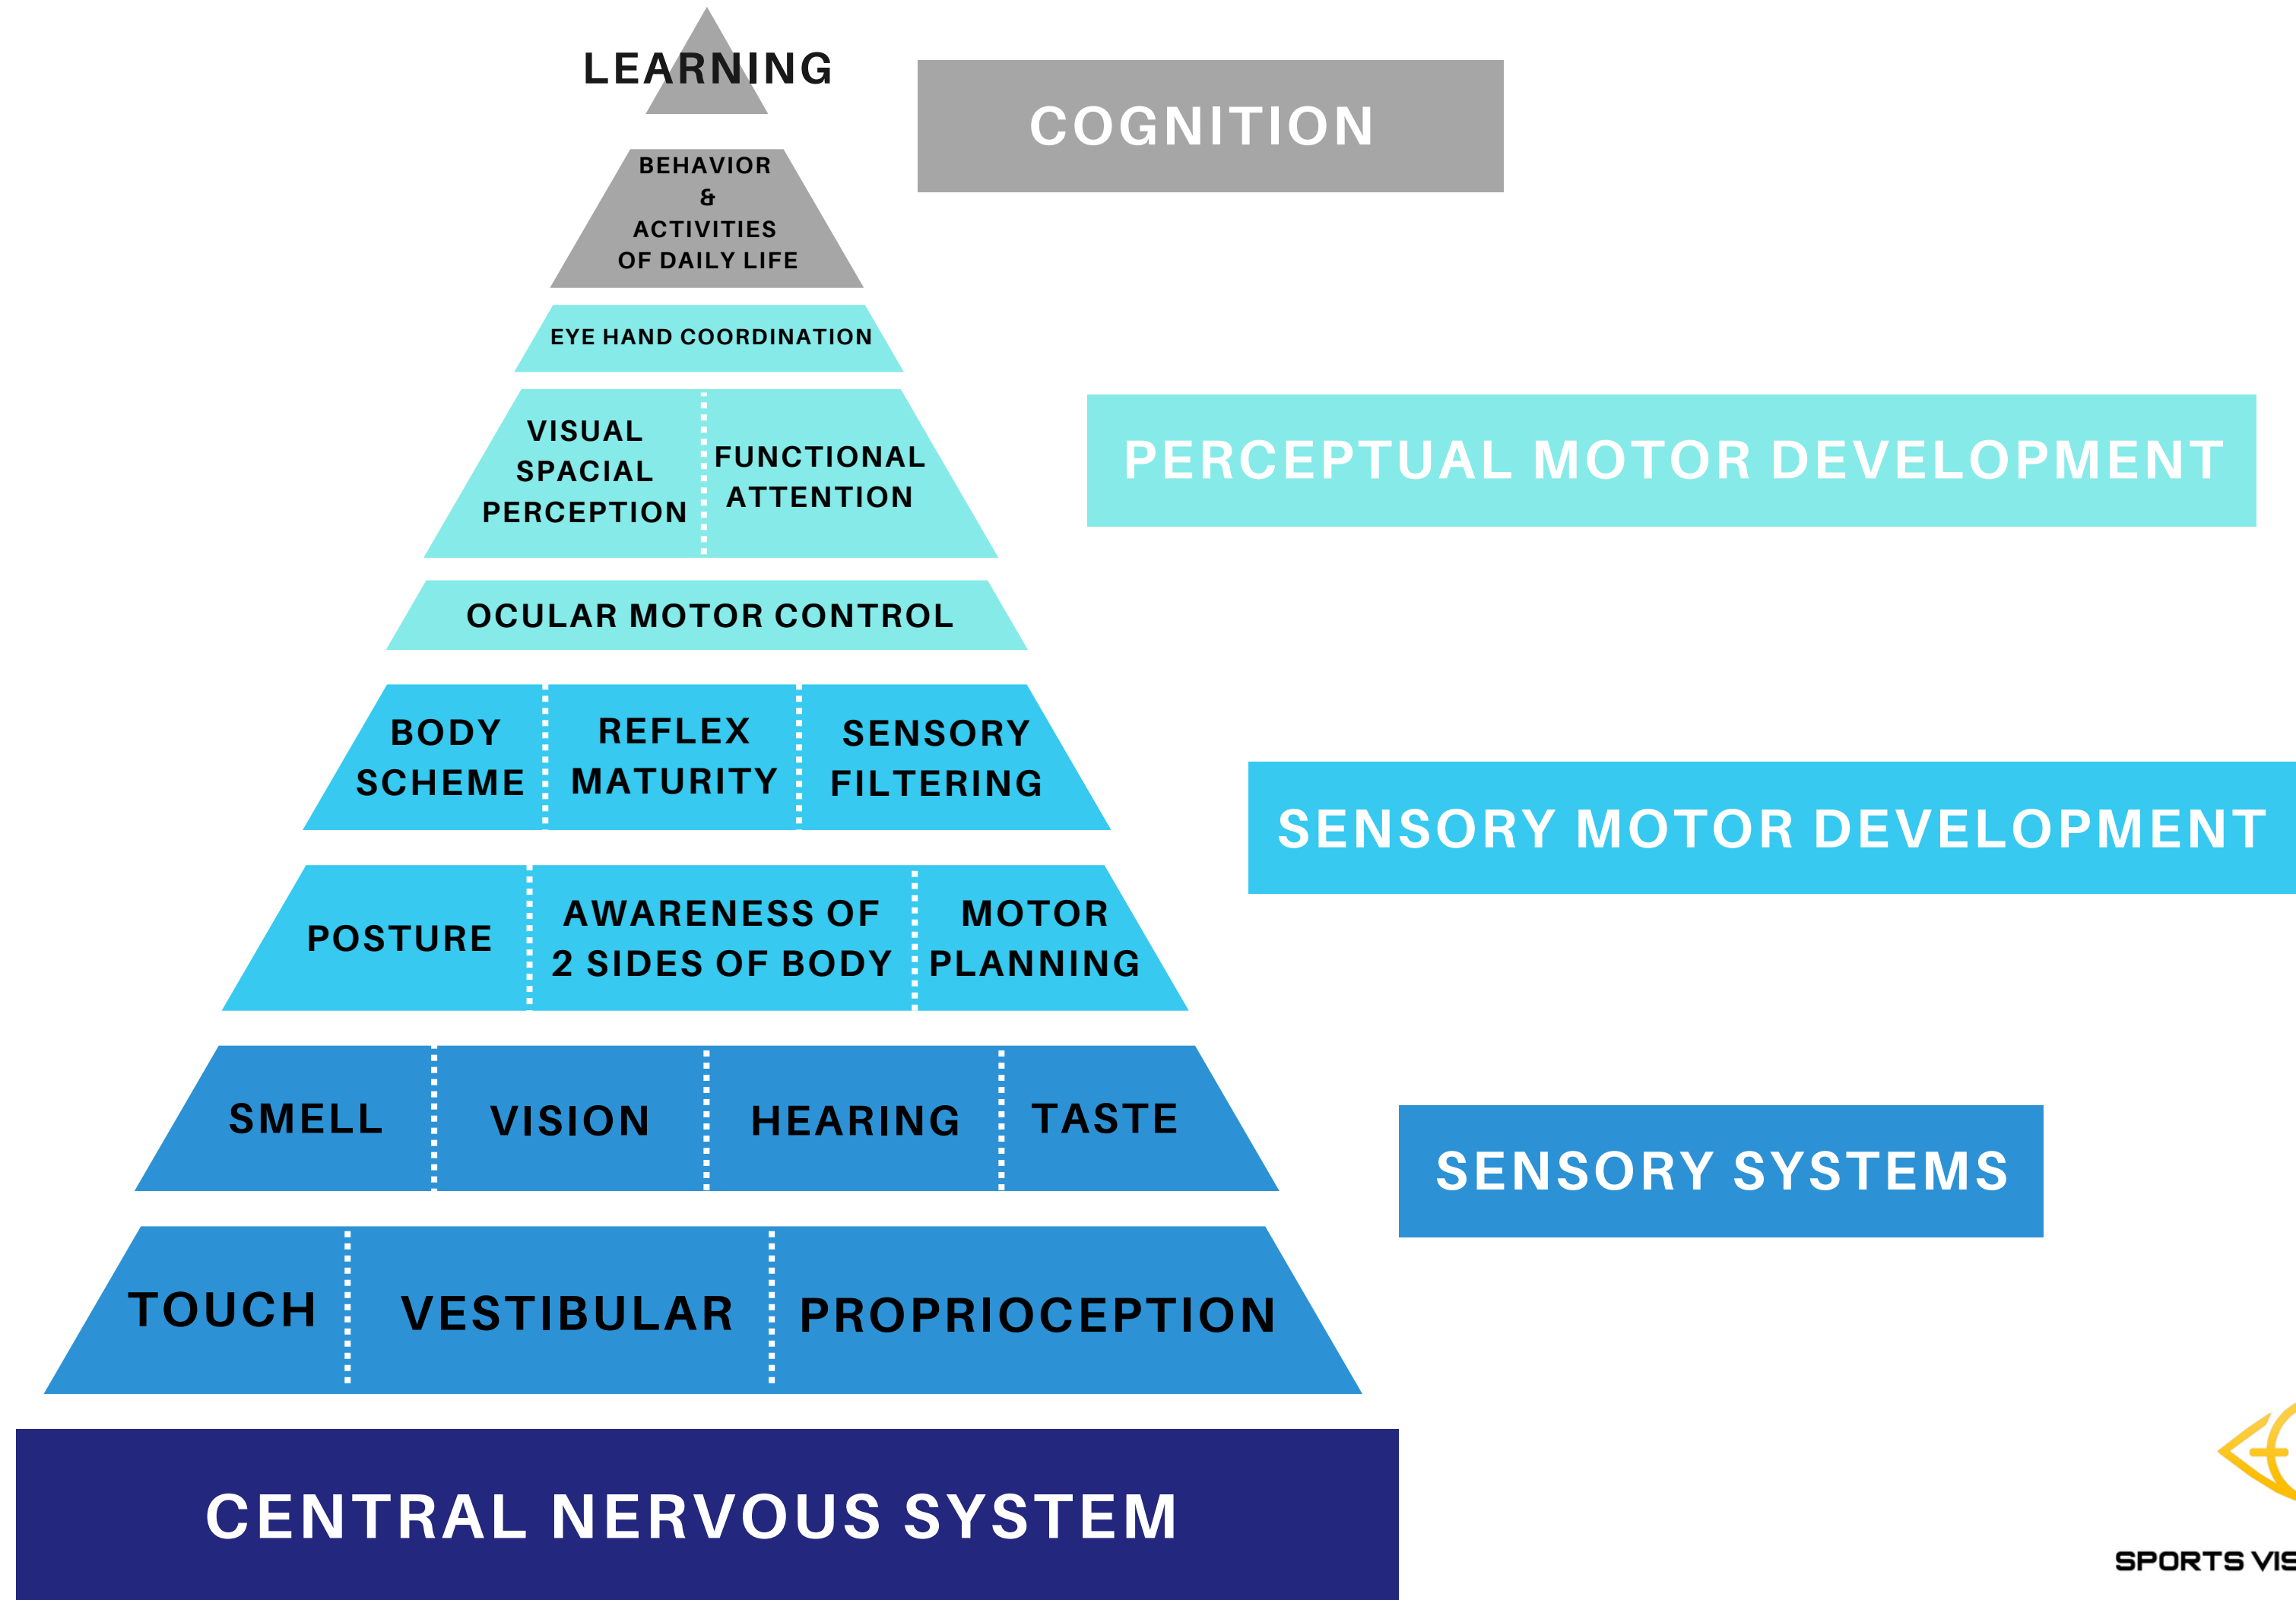 LEARNING
COGNITION
BEHAVIOR
&
ACTIVITIES
OF DAILY LIFE
EYE HAND COORDINATION
VISUAL
SPACIAL
PERCEPTION
FUNCTIONAL
ATTENTION
PERCEPTUAL MOTOR DEVELOPMENT
OCULAR MOTOR CONTROL
BODY
SCHEME
REFLEX
MATURITY
SENSORY
FILTERING
SENSORY MOTOR DEVELOPMENT
POSTURE
AWARENESS OF
2 SIDES OF BODY
MOTOR
PLANNING
SMELL
VISION
HEARING
TASTE
SENSORY SYSTEMS
TOUCH
VESTIBULAR
PROPRIOCEPTION
CENTRAL NERVOUS SYSTEM
SPORTS